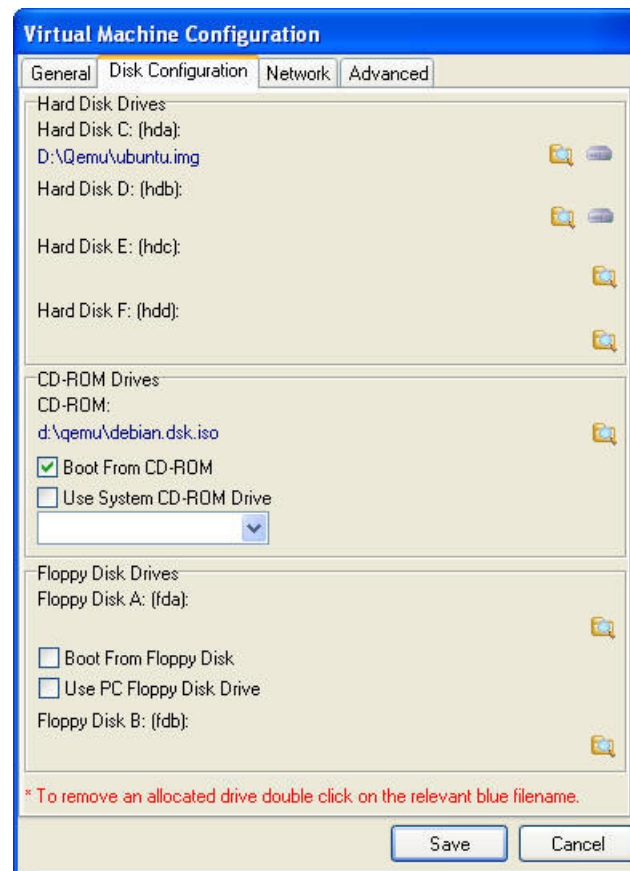 Virtual Machine Configuration
General Disk Configuration Network Advanced
Hard Disk Drives
Hard Disk C: (hda):
D:\Qemu\ubuntu.img
Hard Disk D: (hdb):
Hard Disk E: (hdc):
Hard Disk F: (hdd):
CD-ROM Drives
CD-ROM:
d:\qemu\debian.dsk.iso
Boot From CD-ROM
Use System CD-ROM Drive
Floppy Disk Drives
Floppy Disk A: (fda):
Boot From Floppy Disk
Use PC Floppy Disk Drive
Floppy Disk B: (fdb):
* To remove an allocated drive double click on the relevant blue filename.
Save Cancel